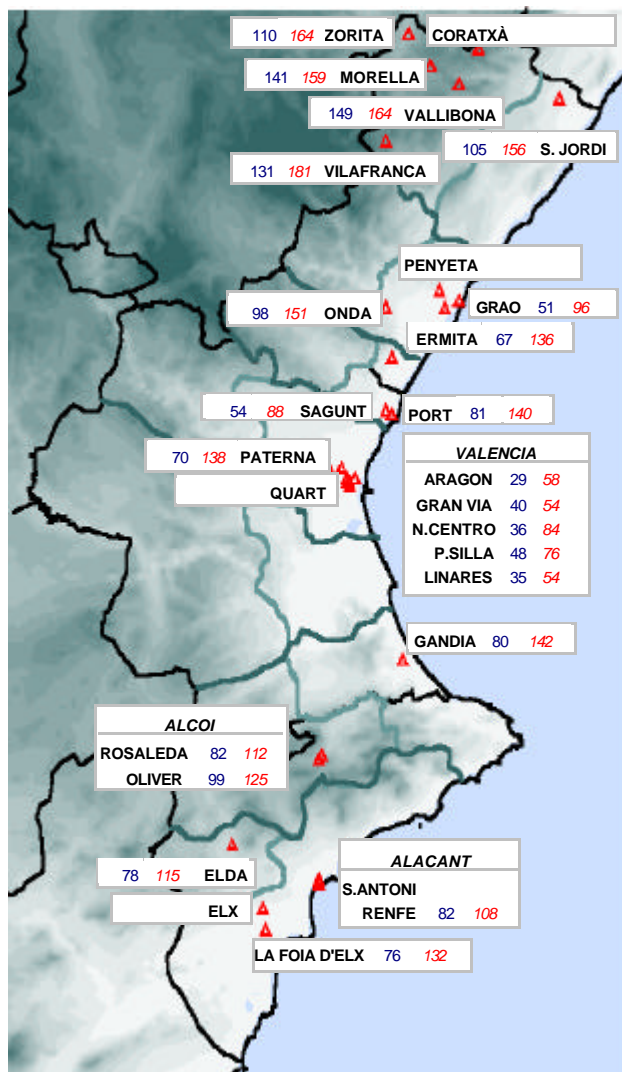 110 164 ZORITA
CORATXÀ
141 159 MORELLA
149 164 VALLIBONA
105 156 S. JORDI
131 181 VILAFRANCA
PENYETA
98 151 ONDA
GRAO 51 96
ERMITA 67 136
54 88 SAGUNT
PORT 81 140
70 138 PATERNA
QUART
VALENCIA
ARAGON 29 58
GRAN VIA 40 54
N.CENTRO 36 84
P.SILLA 48 76
LINARES 35 54
GANDIA 80 142
ALCOI
ROSALEDA 82 112
OLIVER 99 125
78 115 ELDA
ELX
ALACANT
S.ANTONI
RENFE 82 108
LA FOIA D'ELX 76 132